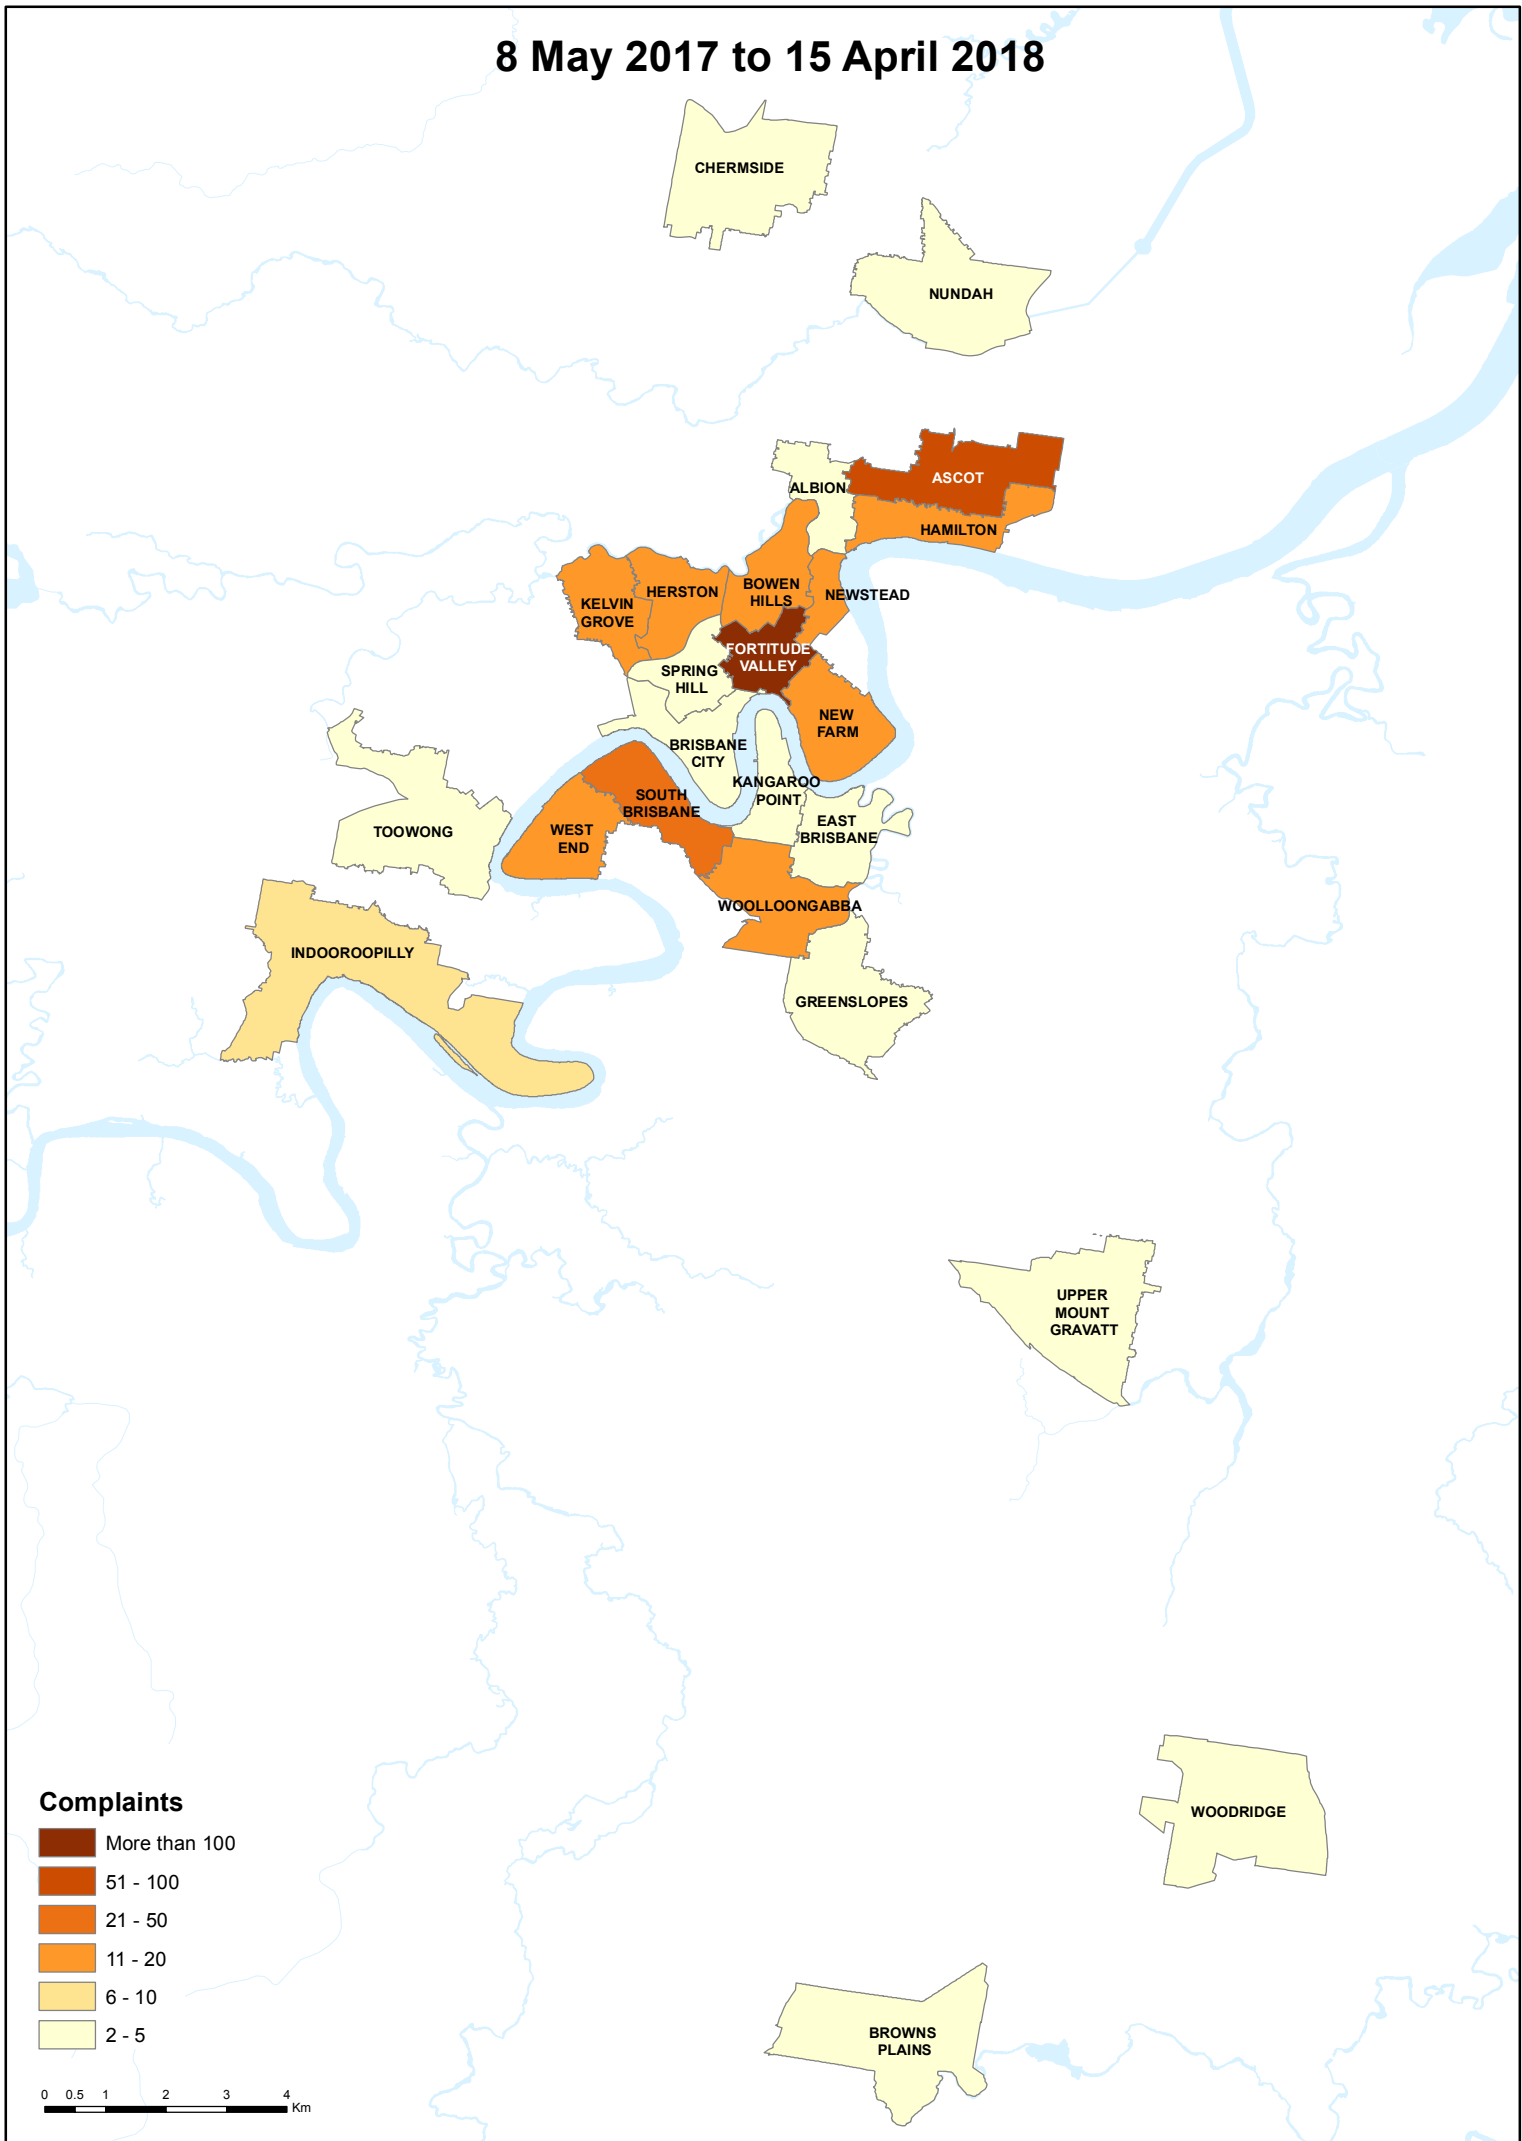 8 May 2017 to 15 April 2018
CHERMSIDE
NUNDAH
ASCOT
ALBION
HAMILTON
BOWEN
HILLS
HERSTON
NEWSTEAD
KELVIN
GROVE
FORTITUDE
VALLEY
SPRING
HILL
NEW
FARM
BRISBANE
CITY
KANGAROO
POINT
SOUTH
BRISBANE
EAST
BRISBANE
WEST
END
TOOWONG
WOOLLOONGABBA
INDOOROOPILLY
GREENSLOPES
UPPER
MOUNT
GRAVATT
WOODRIDGE
BROWNS
PLAINS
Complaints
More than 100
51 - 100
21 - 50
11 - 20
6 - 10
2 - 5
0 0.5 1 2 3 4
Km